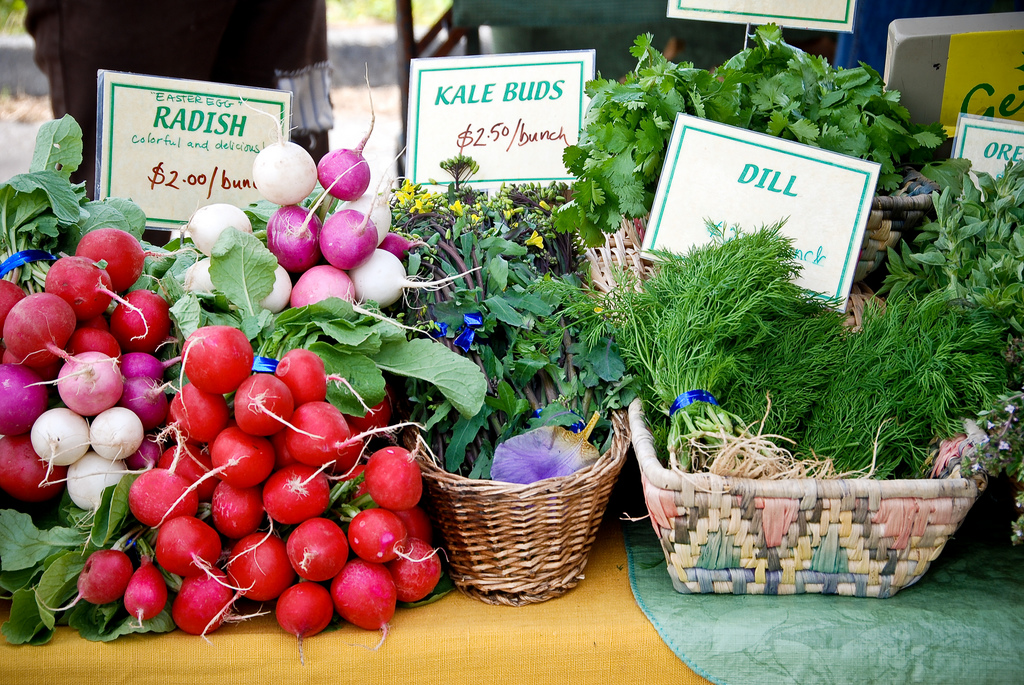 "EASTER EGG"
RADISH
colorful and delicious!
$2.00/bun
KALE BUDS
$2.50/bunch
DILL
Ge
ORE